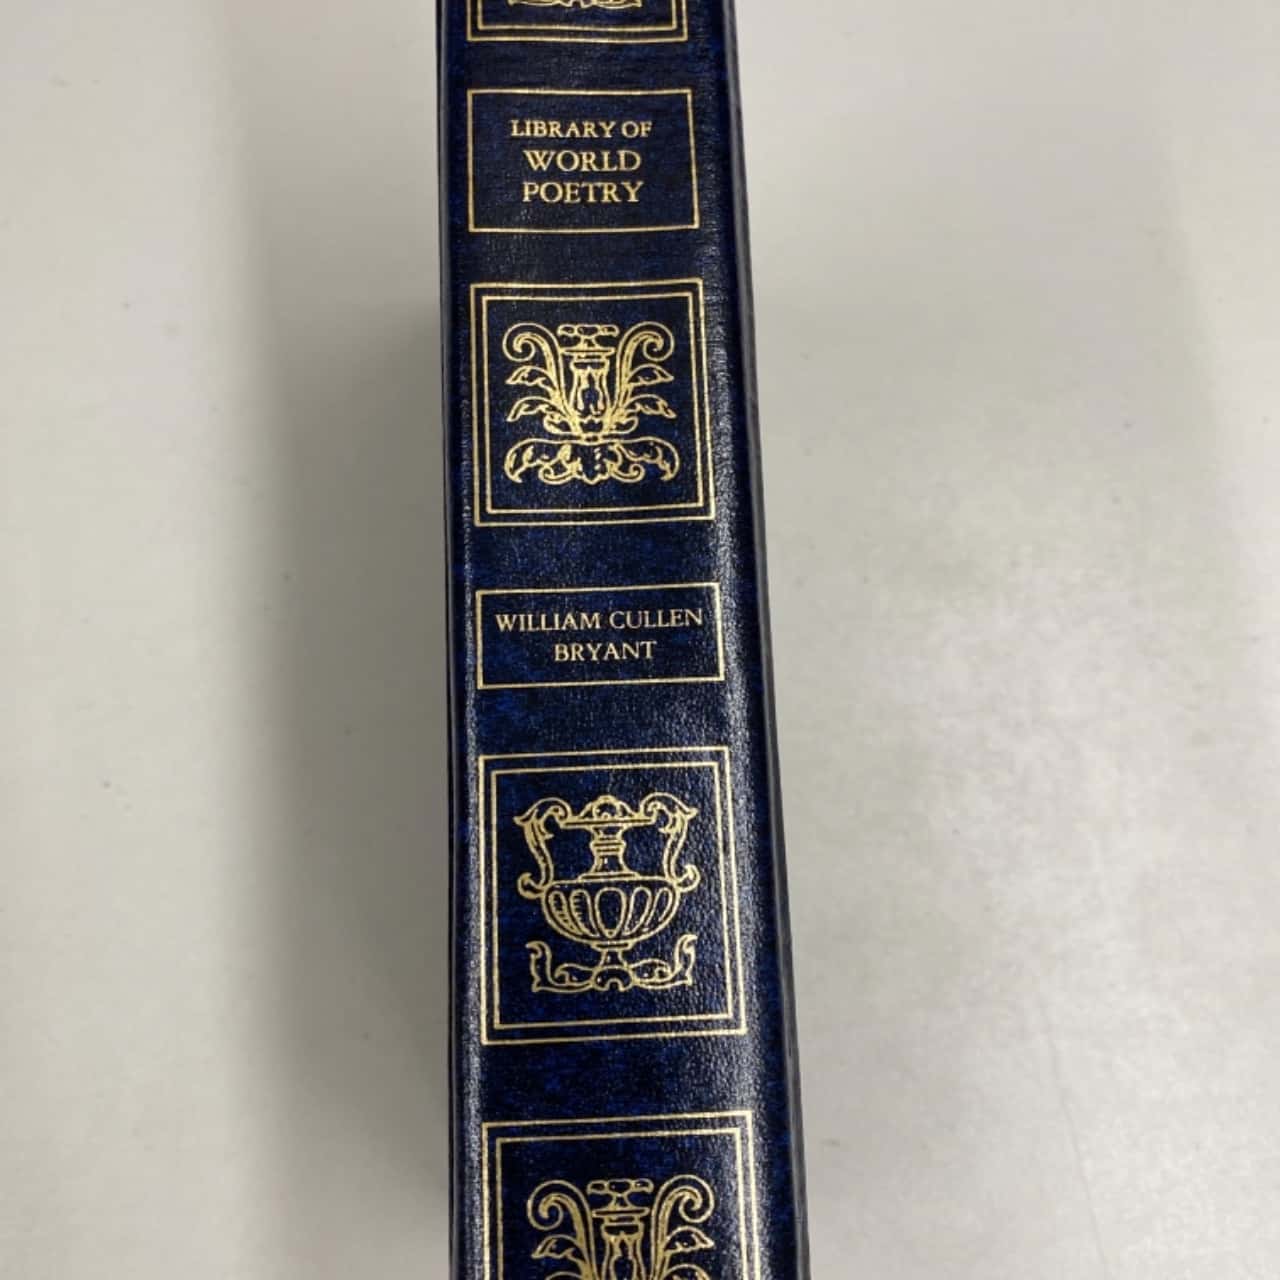 LIBRARY OF
WORLD
POETRY
WILLIAM CULLEN
BRYANT